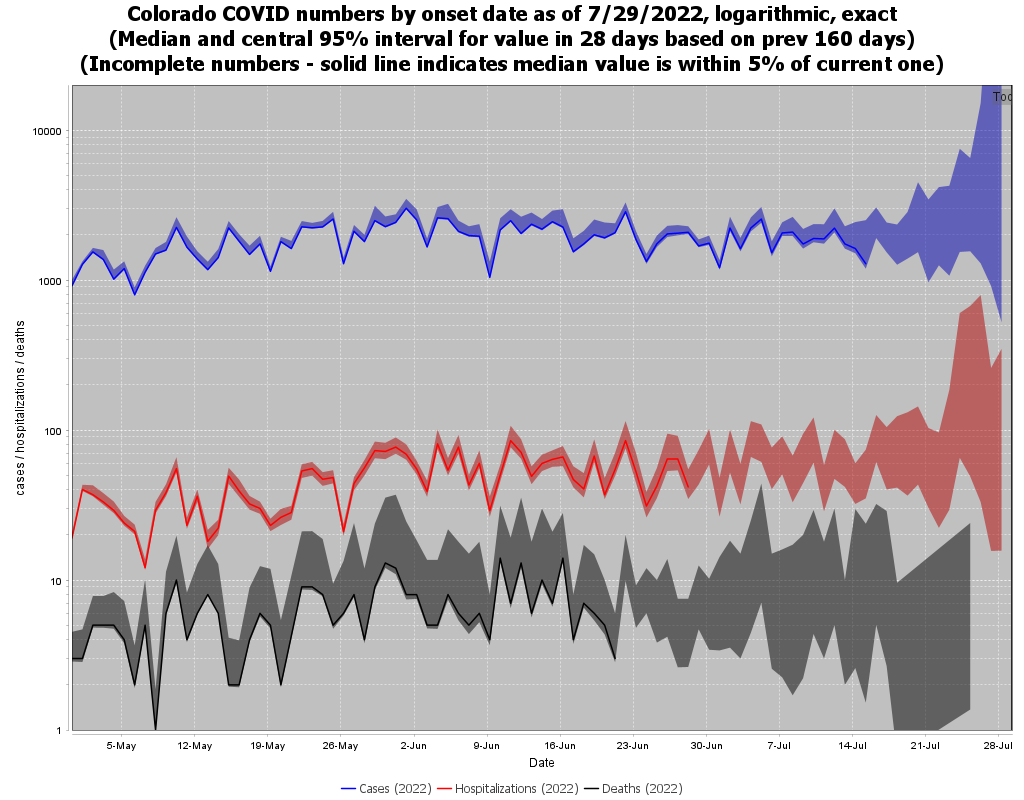 Colorado COVID numbers by onset date as of 7/29/2022, logarithmic, exact
(Median and central 95% interval for value in 28 days based on prev 160 days)
(Incomplete numbers - solid line indicates median value is within 5% of current one)
Too
10000
1000
100
10
1
cases / hospitalizations / deaths
5-May 12-May 19-May 26-May 2-Jun 9-Jun 16-Jun 23-Jun 30-Jun 7-Jul 14-Jul 21-Jul 28-Jul
Date
Cases (2022) Hospitalizations (2022) Deaths (2022)